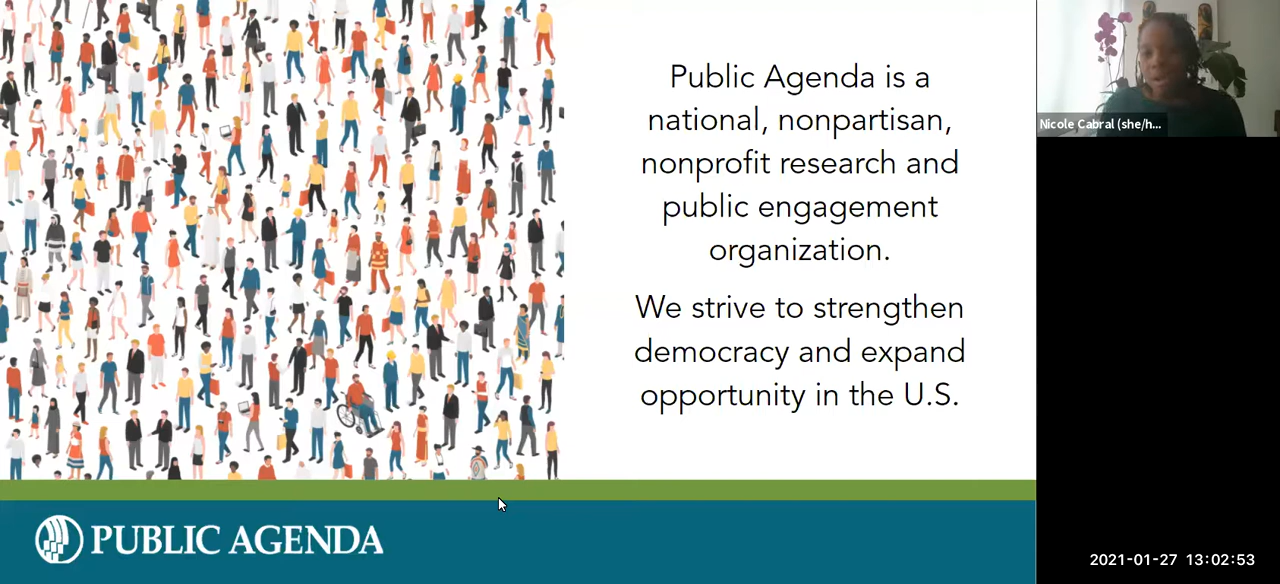 Public Agenda is a
national, nonpartisan,
nonprofit research and
public engagement
organization.
We strive to strengthen
democracy and expand
opportunity in the U.S.
Nicole Cabral (she/h...
PUBLIC AGENDA
2021-01-27 13:02:53